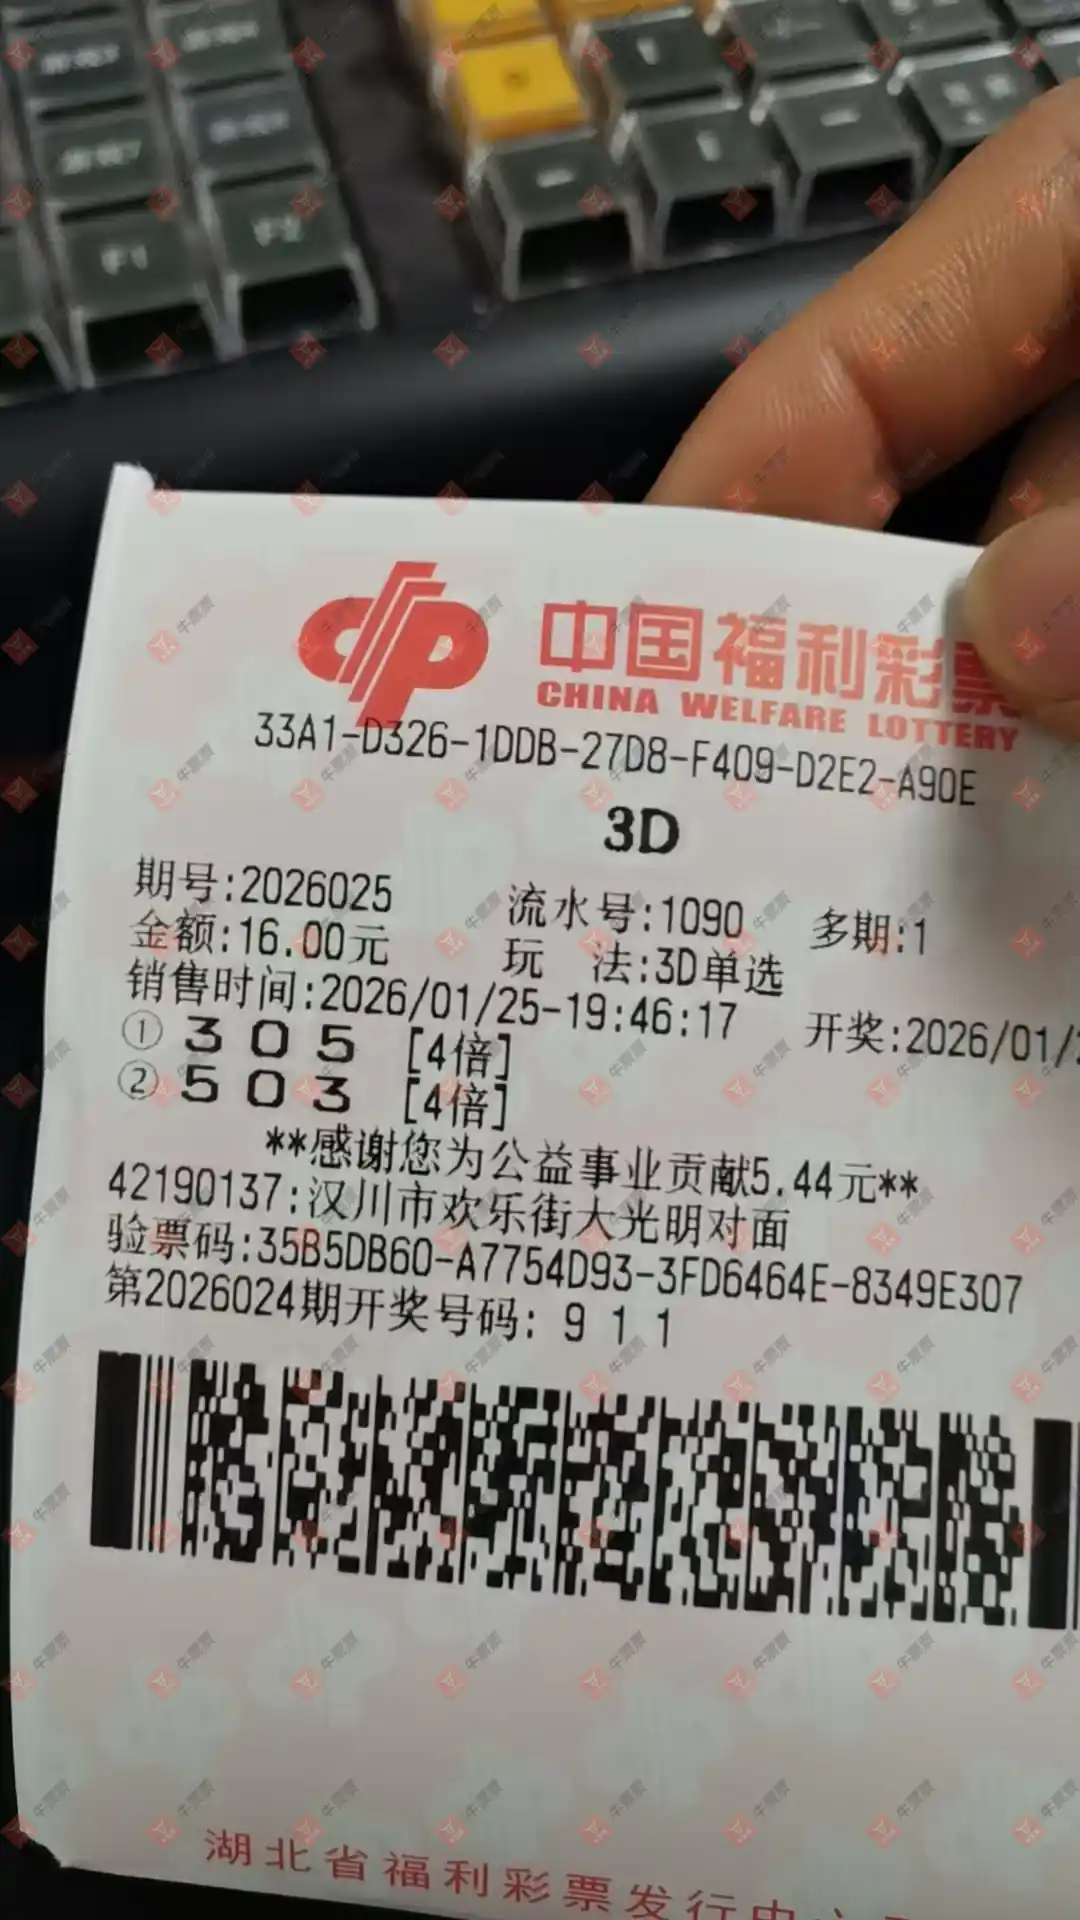 F1
F2
中国福利彩票
CHINA WELFARE LOTTERY
33A1-D326-1DDB-27D8-F409-D2E2-A90E
3D
期号:2026025 流水号:1090 多期:1
金额:16.00元 玩 法:3D单选
销售时间:2026/01/25-19:46:17 开奖:2026/01/
① 3 0 5 [4倍]
② 5 0 3 [4倍]
**感谢您为公益事业贡献5.44元**
42190137:汉川市欢乐街大光明对面
验票码:35B5DB60-A7754D93-3FD6464E-8349E307
第2026024期开奖号码: 9 1 1
湖北省福利彩票发行中
牛票票